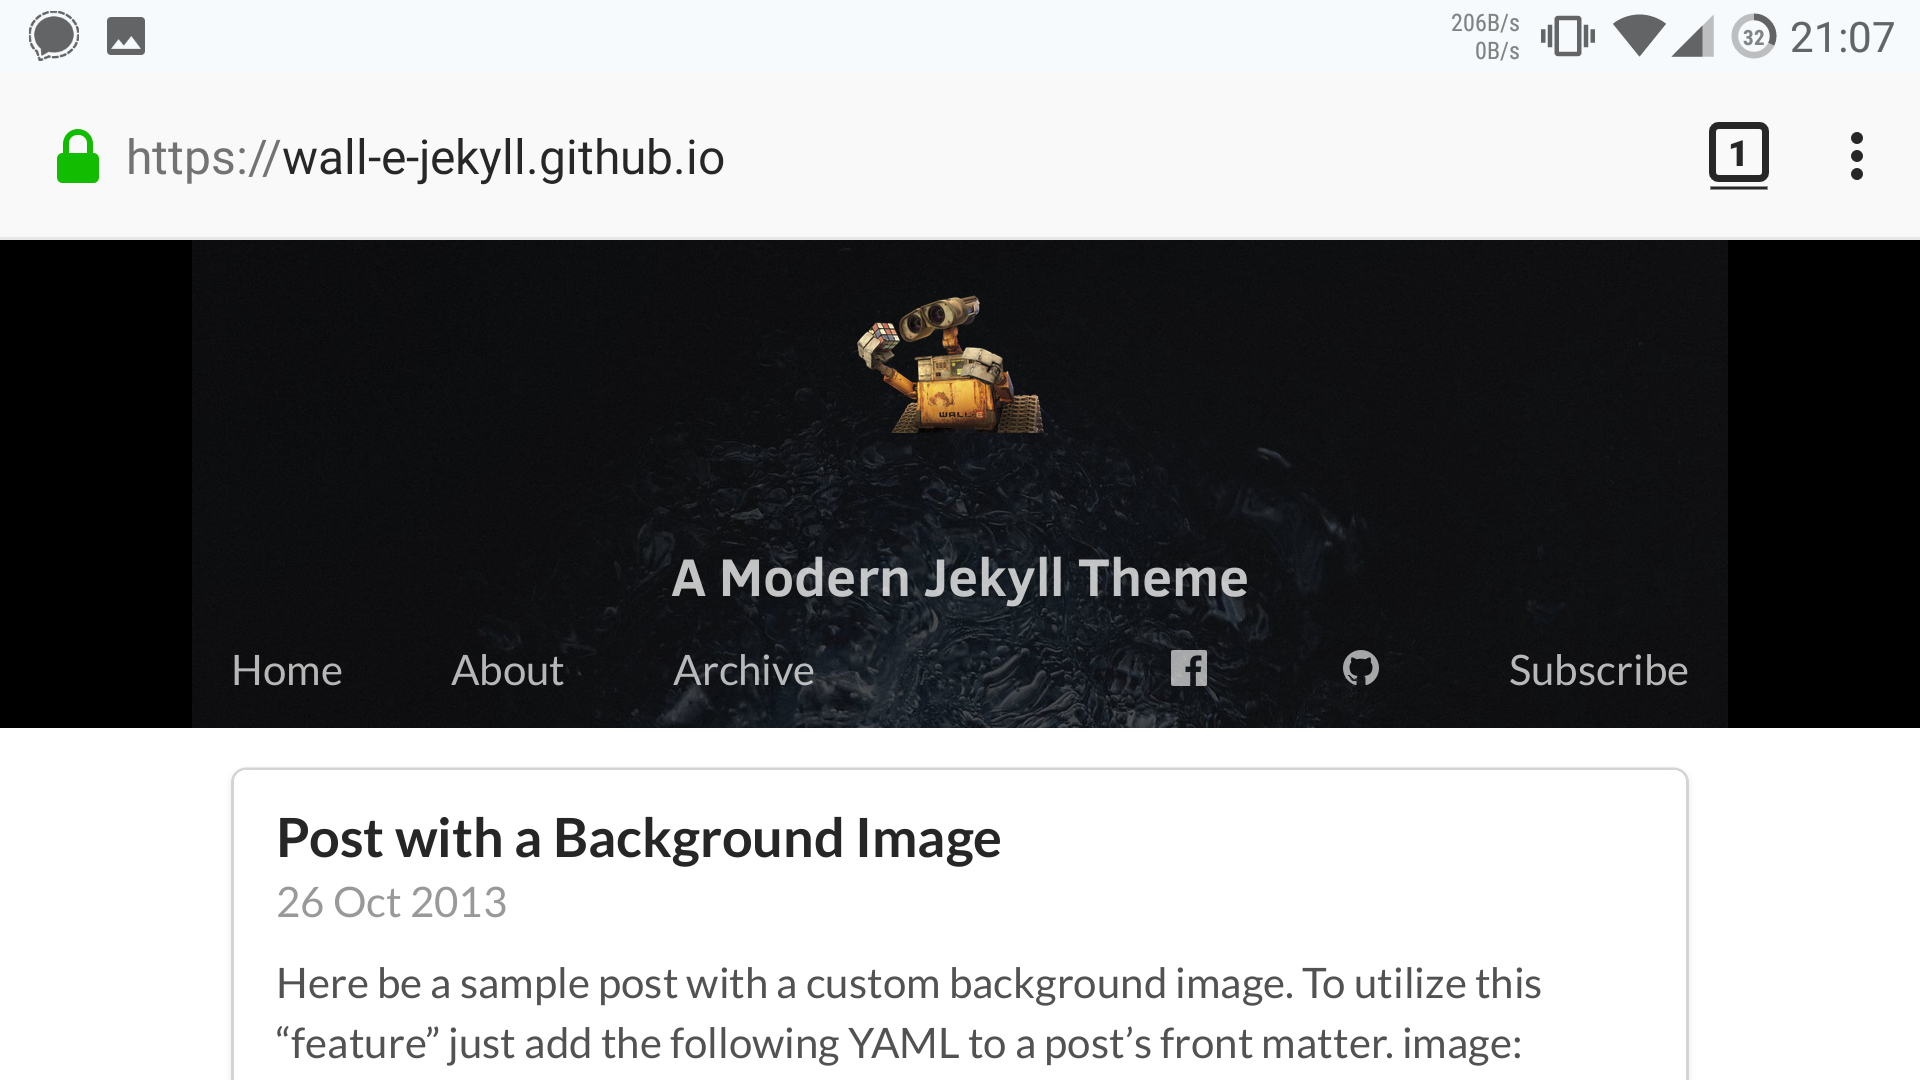 206B/s
0B/s
32
21:07
https://wall-e-jekyll.github.io
1
WALL·E
A Modern Jekyll Theme
Home About Archive Subscribe
Post with a Background Image
26 Oct 2013
Here be a sample post with a custom background image. To utilize this
“feature” just add the following YAML to a post’s front matter. image: